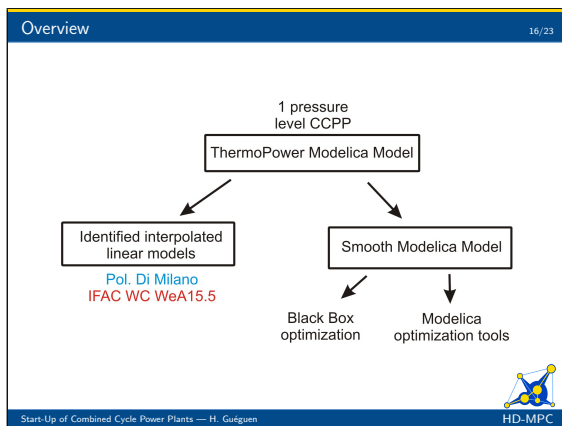 Overview
16/23
1 pressure
level CCPP
ThermoPower Modelica Model
Identified interpolated
linear models
Pol. Di Milano
IFAC WC WeA15.5
Smooth Modelica Model
Black Box
optimization
Modelica
optimization tools
Start-Up of Combined Cycle Power Plants — H. Guéguen
HD-MPC